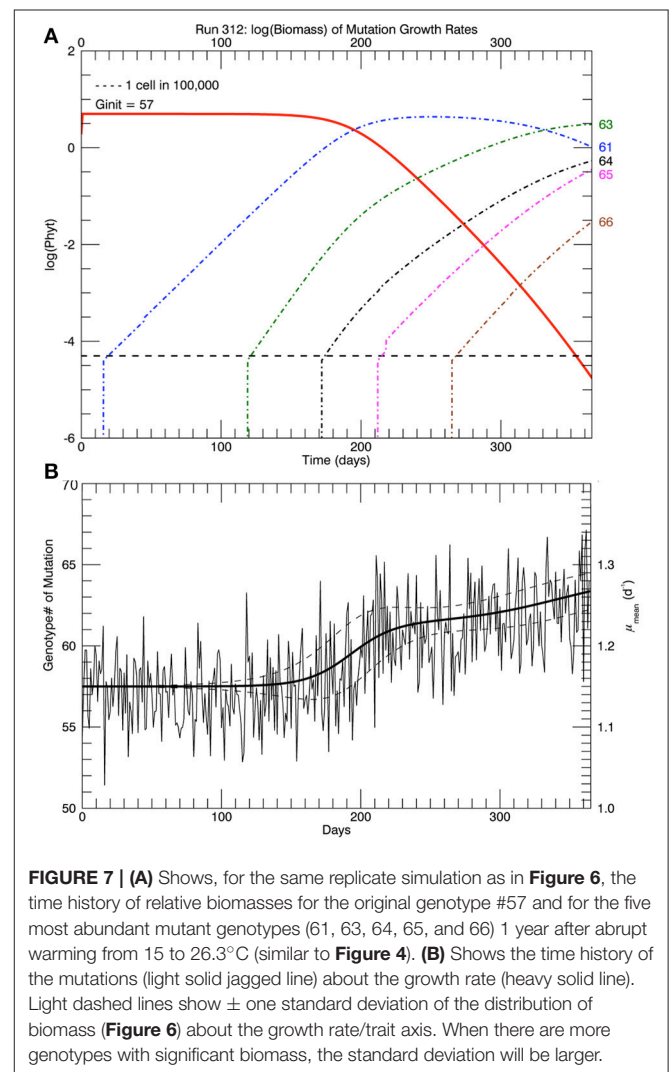 A
Run 312: log(Biomass) of Mutation Growth Rates
0 100 200 300
2
0
-2
-4
-6
log(Phyt)
---- 1 cell in 100,000
Ginit = 57
63
61
64
65
66
0 100 200 300
Time (days)
B
70
65
60
55
50
Genotype# of Mutation
1.3
1.2
1.1
1.0
μmean (d-1)
0 100 200 300
Days
FIGURE 7 | (A) Shows, for the same replicate simulation as in Figure 6, the
time history of relative biomasses for the original genotype #57 and for the five
most abundant mutant genotypes (61, 63, 64, 65, and 66) 1 year after abrupt
warming from 15 to 26.3°C (similar to Figure 4). (B) Shows the time history of
the mutations (light solid jagged line) about the growth rate (heavy solid line).
Light dashed lines show ± one standard deviation of the distribution of
biomass (Figure 6) about the growth rate/trait axis. When there are more
genotypes with significant biomass, the standard deviation will be larger.